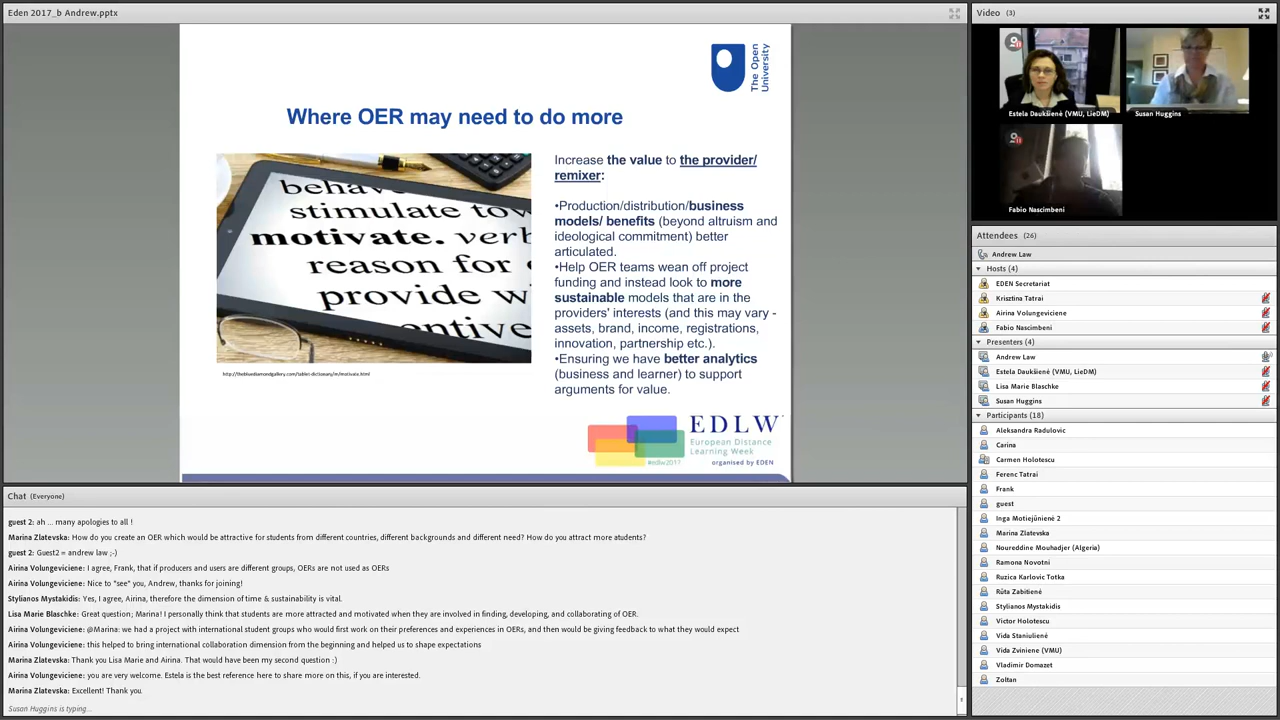 Eden 2017_b Andrew.pptx
The Open
University
Where OER may need to do more
behav
stimulate tow
motivate. verb
reason for
provide w
entive
http://thebluediamondgallery.com/tablet-dictionary/m/motivate.html
Increase the value to the provider/
remixer:
•Production/distribution/business
models/ benefits (beyond altruism and
ideological commitment) better
articulated.
•Help OER teams wean off project
funding and instead look to more
sustainable models that are in the
providers' interests (and this may vary -
assets, brand, income, registrations,
innovation, partnership etc.).
•Ensuring we have better analytics
(business and learner) to support
arguments for value.
EDLW
European Distance
Learning Week
#edlw2017
organised by EDEN
Chat (Everyone)
guest 2: ah ... many apologies to all !
Marina Zlatevska: How do you create an OER which would be attractive for students from different countries, different backgrounds and different need? How do you attract more atudents?
guest 2: Guest2 = andrew law ;-)
Airina Volungeviciene: I agree, Frank, that if producers and users are different groups, OERs are not used as OERs
Airina Volungeviciene: Nice to "see" you, Andrew, thanks for joining!
Stylianos Mystakidis: Yes, I agree, Airina, therefore the dimension of time & sustainability is vital.
Lisa Marie Blaschke: Great question, Marina! I personally think that students are more attracted and motivated when they are involved in finding, developing, and collaborating of OER.
Airina Volungeviciene: @Marina: we had a project with international student groups who would first work on their preferences and experiences in OERs, and then would be giving feedback to what they would expect
Airina Volungeviciene: this helped to bring international collaboration dimension from the beginning and helped us to shape expectations
Marina Zlatevska: Thank you Lisa Marie and Airina. That would have been my second question :)
Airina Volungeviciene: you are very welcome. Estela is the best reference here to share more on this, if you are interested.
Marina Zlatevska: Excellent! Thank you.
Susan Huggins is typing...
Video (3)
Estela Daukšienė (VMU, LieDM)
Susan Huggins
Fabio Nascimbeni
Attendees (26)
Andrew Law
Hosts (4)
EDEN Secretariat
Krisztina Tatrai
Airina Volungeviciene
Fabio Nascimbeni
Presenters (4)
Andrew Law
Estela Daukšienė (VMU, LieDM)
Lisa Marie Blaschke
Susan Huggins
Participants (18)
Aleksandra Radulovic
Carina
Carmen Holotescu
Ferenc Tatrai
Frank
guest
Inga Motiejūnienė 2
Marina Zlatevska
Noureddine Mouhadjer (Algeria)
Ramona Novotni
Ruzica Karlovic Totka
Rūta Zabitienė
Stylianos Mystakidis
Victor Holotescu
Vida Staniulienė
Vida Zviniene (VMU)
Vladimir Domazet
Zoltan